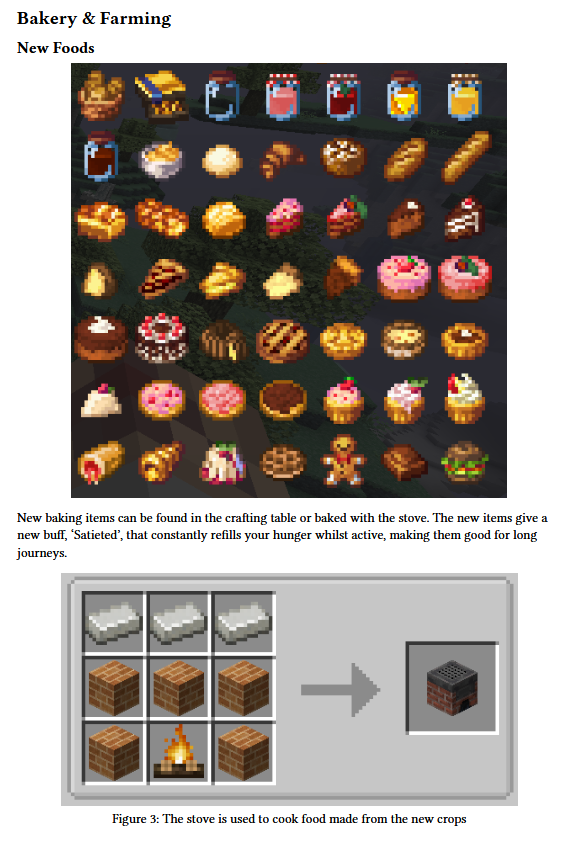 Bakery & Farming
New Foods
New baking items can be found in the crafting table or baked with the stove. The new items give a
new buff, ‘Satieted’, that constantly refills your hunger whilst active, making them good for long
journeys.
Figure 3: The stove is used to cook food made from the new crops